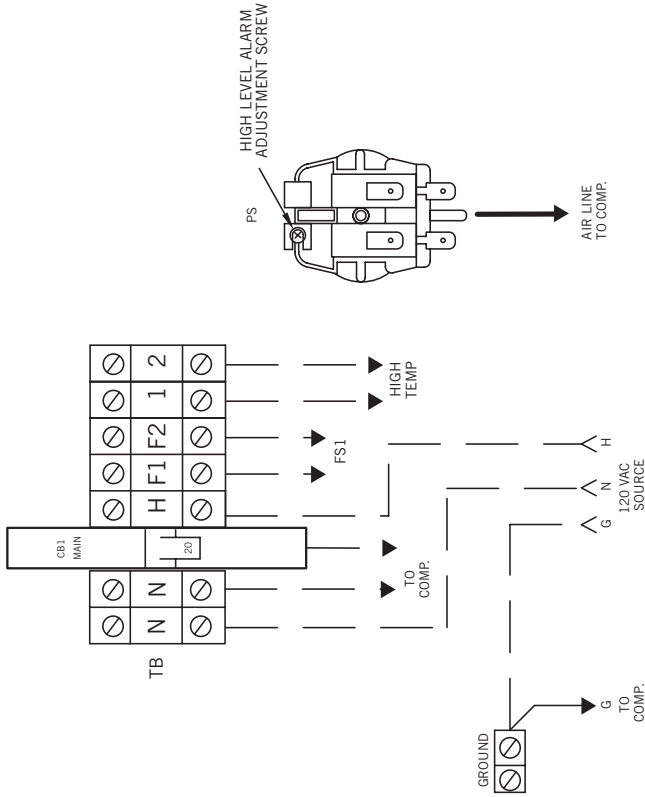 HIGH LEVEL ALARM
ADJUSTMENT SCREW
PS
AIR LINE
TO COMP.
TB
N
N
CB1
MAIN
20
H
F1
F2
1
2
TO
COMP.
FS1
HIGH
TEMP
GROUND
G
TO
COMP.
G
N
H
120 VAC
SOURCE